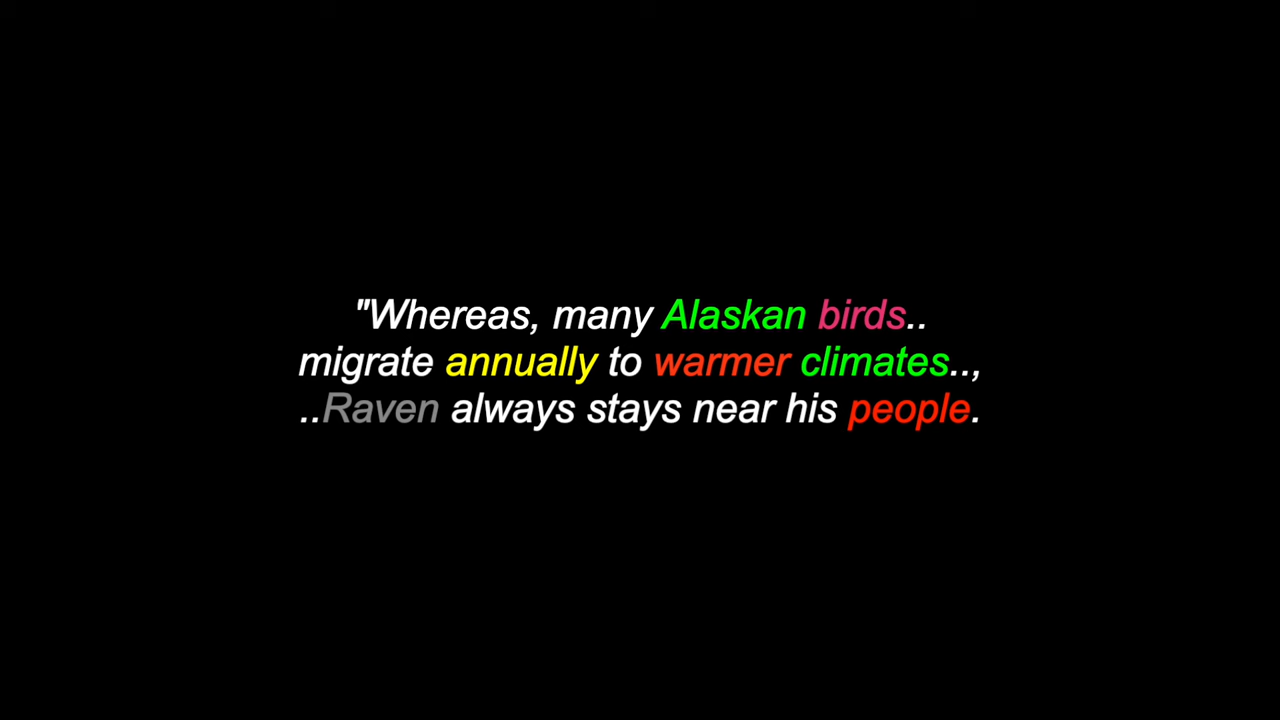 "Whereas, many Alaskan birds..
migrate annually to warmer climates..,
..Raven always stays near his people.